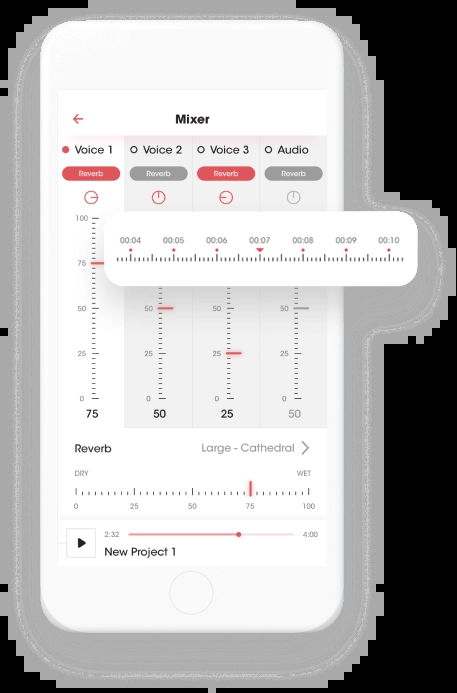 Mixer
Voice 1 Voice 2 Voice 3 Audio
Reverb Reverb Reverb Reverb
100
00:04 00:05 00:06 00:07 00:08 00:09 00:10
75
50 50 50
25 25 25 25
0 0 0 0
75 50 25 50
Reverb Large - Cathedral
DRY WET
0 25 50 75 100
2:32 4:00
New Project 1